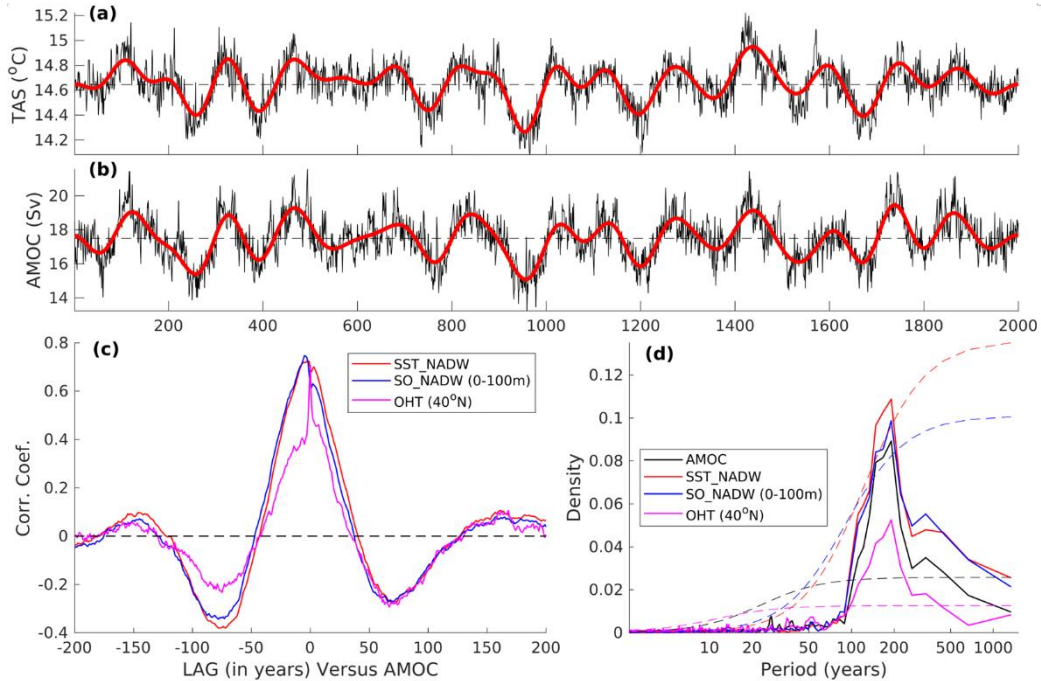 (a)
TAS (°C)
15.2
15
14.8
14.6
14.4
14.2
(b)
AMOC (Sv)
20
18
16
14
200 400 600 800 1000 1200 1400 1600 1800 2000
(c)
Corr. Coef.
0.8
0.6
0.4
0.2
0
-0.2
-0.4
SST_NADW
SO_NADW (0-100m)
OHT (40°N)
-200 -150 -100 -50 0 50 100 150 200
LAG (in years) Versus AMOC
(d)
Density
0.12
0.1
0.08
0.06
0.04
0.02
0
AMOC
SST_NADW
SO_NADW (0-100m)
OHT (40°N)
10 20 50 100 200 500 1000
Period (years)